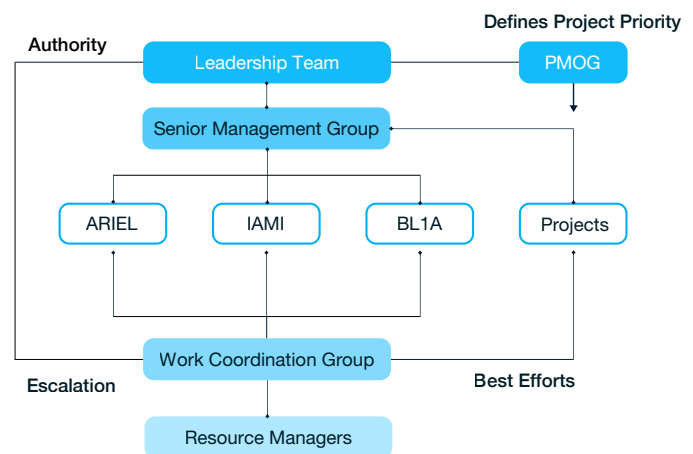 Defines Project Priority
Authority
Leadership Team
PMOG
Senior Management Group
ARIEL
IAMI
BL1A
Projects
Work Coordination Group
Escalation
Best Efforts
Resource Managers